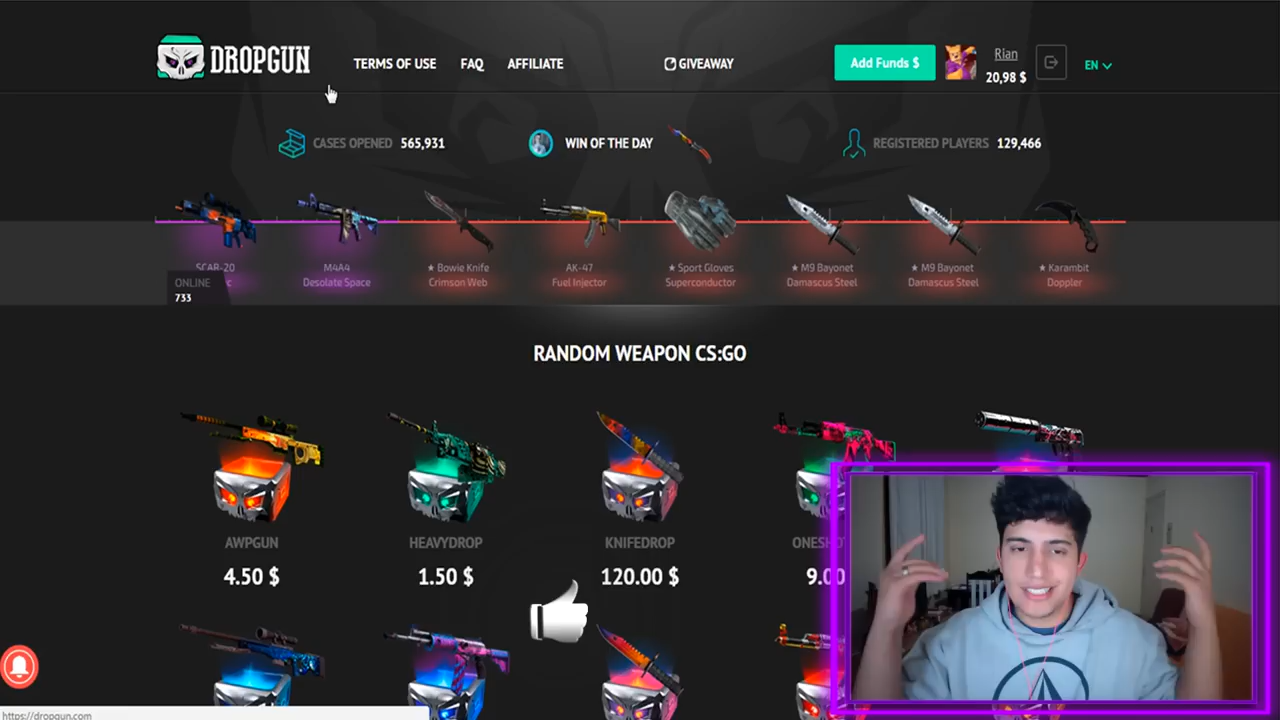 DROPGUN
TERMS OF USE
FAQ
AFFILIATE
GIVEAWAY
Add Funds $
Rian
20,98 $
EN
CASES OPENED 565,931
WIN OF THE DAY
REGISTERED PLAYERS 129,466
SCAR-20
M4A4
Desolate Space
★ Bowie Knife
Crimson Web
AK-47
Fuel Injector
★ Sport Gloves
Superconductor
★ M9 Bayonet
Damascus Steel
★ M9 Bayonet
Damascus Steel
★ Karambit
Doppler
ONLINE
733
RANDOM WEAPON CS:GO
AWPGUN
4.50 $
HEAVYDROP
1.50 $
KNIFEDROP
120.00 $
ONESH
9.00
https://dropgun.com